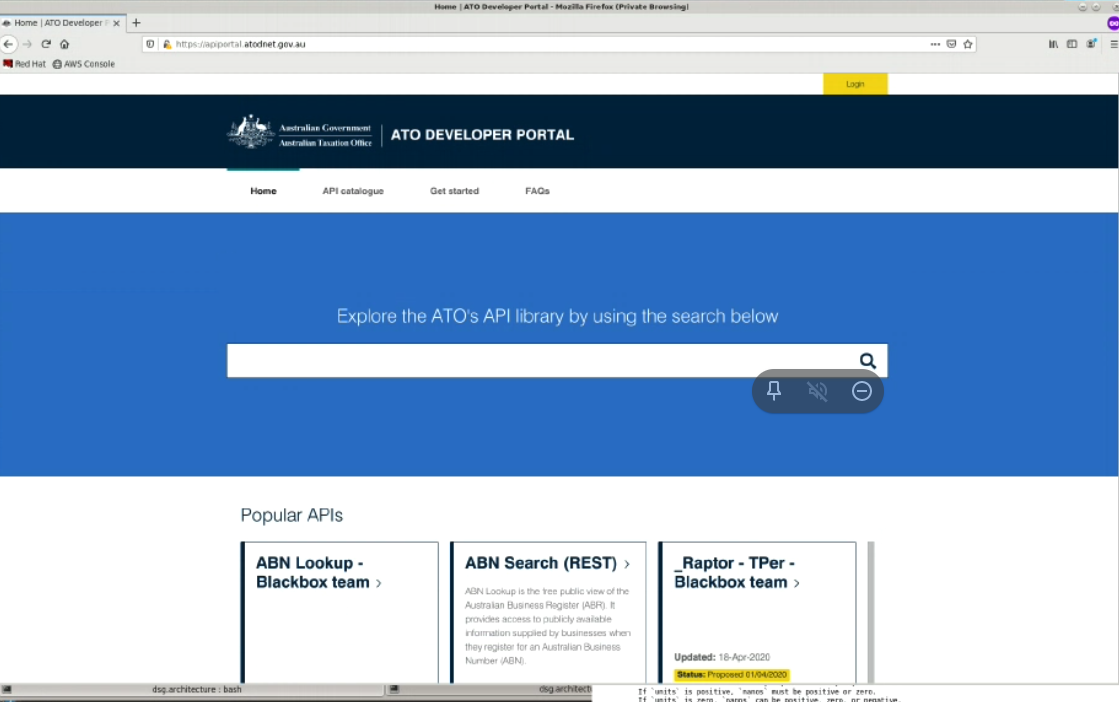 Home | ATO Developer Portal - Mozilla Firefox (Private Browsing)
Home | ATO Developer P
https://apiportal.atodnet.gov.au
Red Hat AWS Console
Login
Australian Government
Australian Taxation Office
ATO DEVELOPER PORTAL
Home API catalogue Get started FAQs
Explore the ATO's API library by using the search below
Popular APIs
ABN Lookup -
Blackbox team ›
ABN Search (REST) ›
ABN Lookup is the free public view of the
Australian Business Register (ABR). It
provides access to publicly available
information supplied by businesses when
they register for an Australian Business
Number (ABN).
_Raptor - TPer -
Blackbox team ›
Updated: 18-Apr-2020
Status: Proposed 01/04/2020
dsg.architecture : bash
dsg.architect
If `units` is positive, `nanos` must be positive or zero.
If `units` is zero, `nanos` can be positive, zero, or negative.